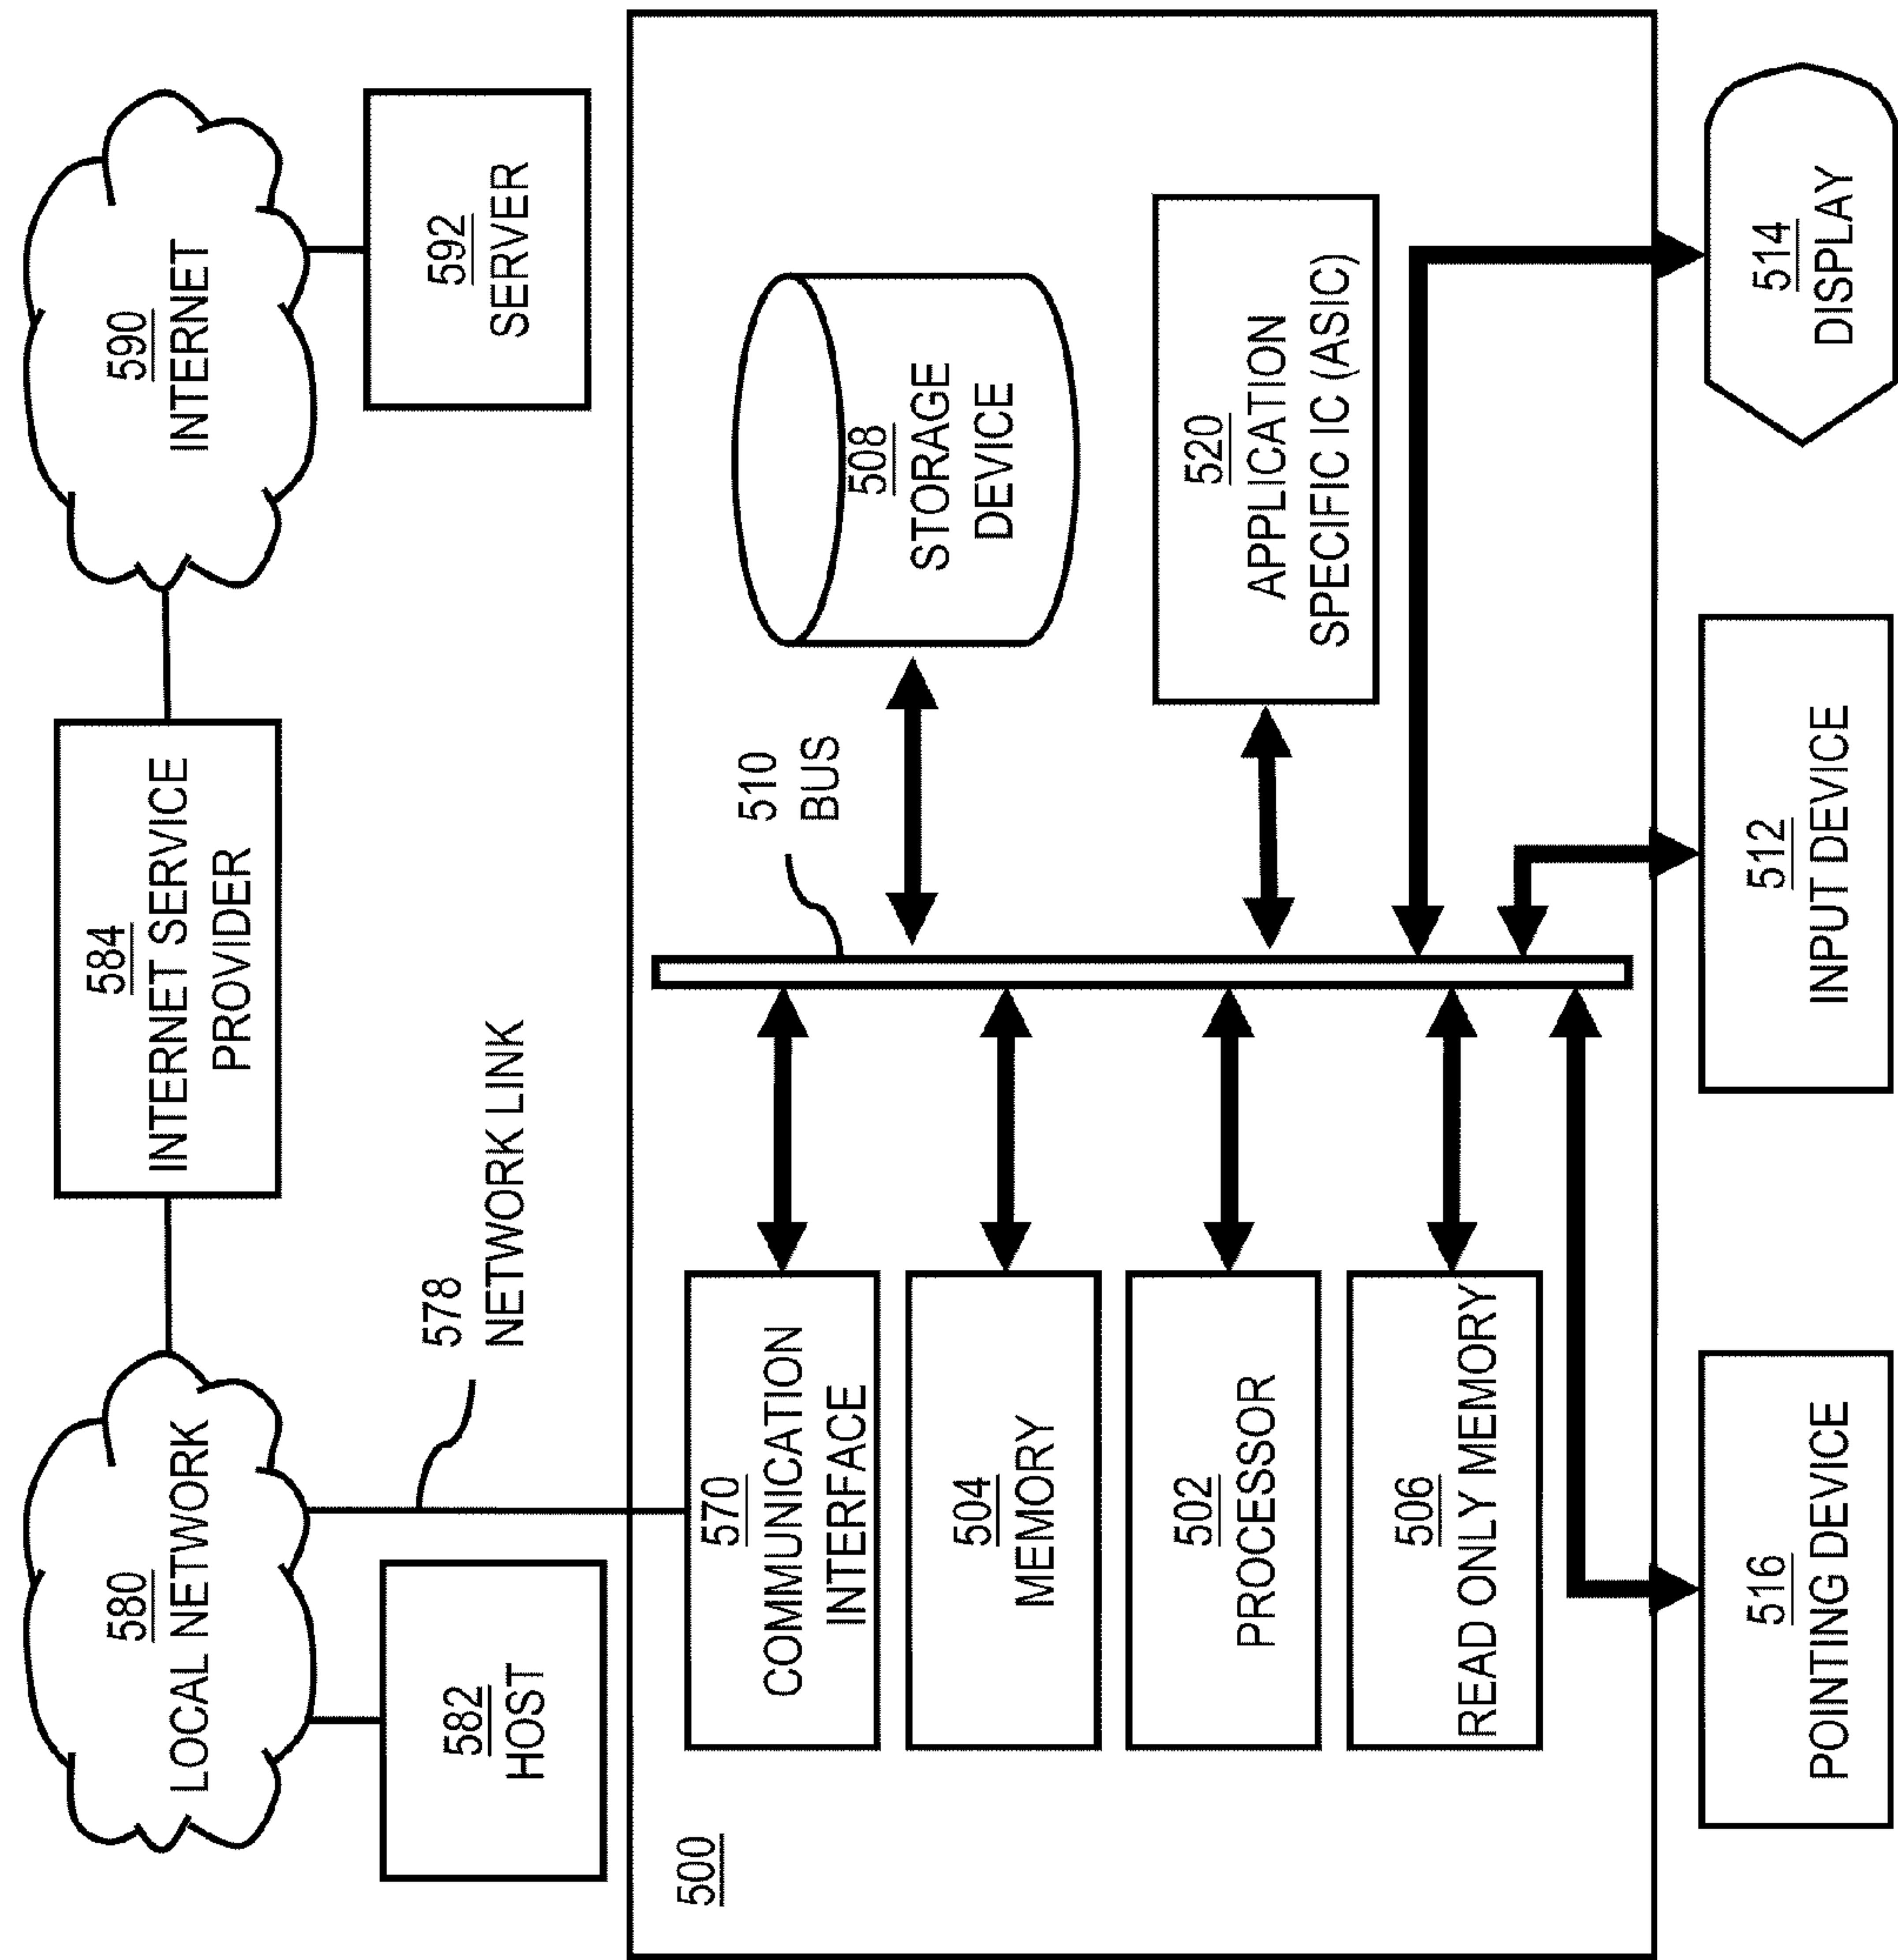 580
LOCAL NETWORK
584
INTERNET SERVICE
PROVIDER
590
INTERNET
582
HOST
578
NETWORK LINK
592
SERVER
500
570
COMMUNICATION
INTERFACE
510
BUS
508
STORAGE
DEVICE
504
MEMORY
502
PROCESSOR
520
APPLICATION
SPECIFIC IC (ASIC)
506
READ ONLY MEMORY
516
POINTING DEVICE
512
INPUT DEVICE
514
DISPLAY